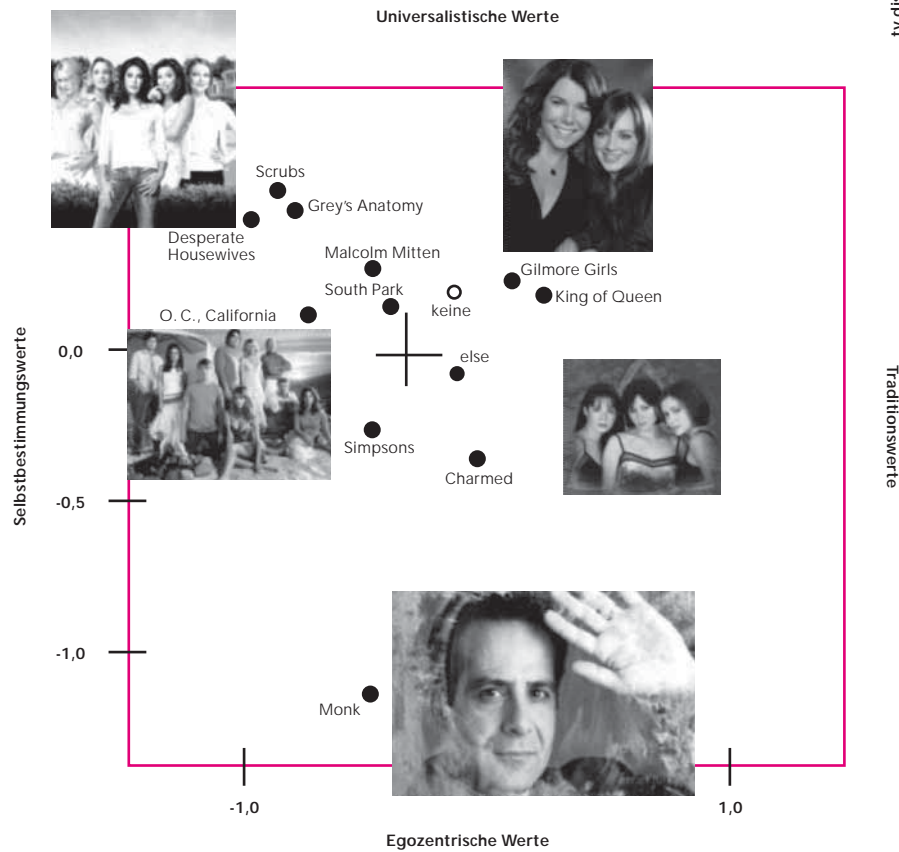 Universalistische Werte
Scrubs
Grey's Anatomy
Desperate
Housewives
Malcolm Mitten
Gilmore Girls
South Park
King of Queen
keine
O. C., California
0,0
else
Simpsons
Charmed
-0,5
-1,0
Monk
-1,0
1,0
Egozentrische Werte
Selbstbestimmungswerte
Traditionswerte